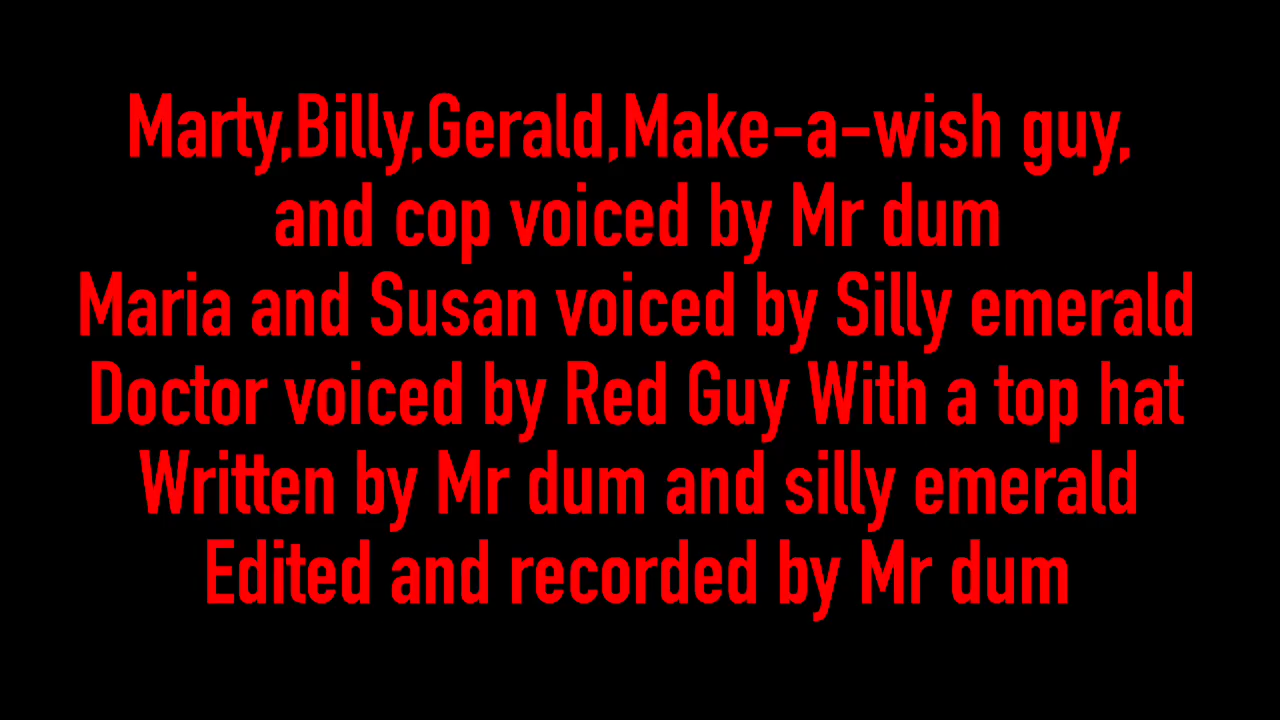 Marty,Billy,Gerald,Make-a-wish guy,
and cop voiced by Mr dum
Maria and Susan voiced by Silly emerald
Doctor voiced by Red Guy With a top hat
Written by Mr dum and silly emerald
Edited and recorded by Mr dum